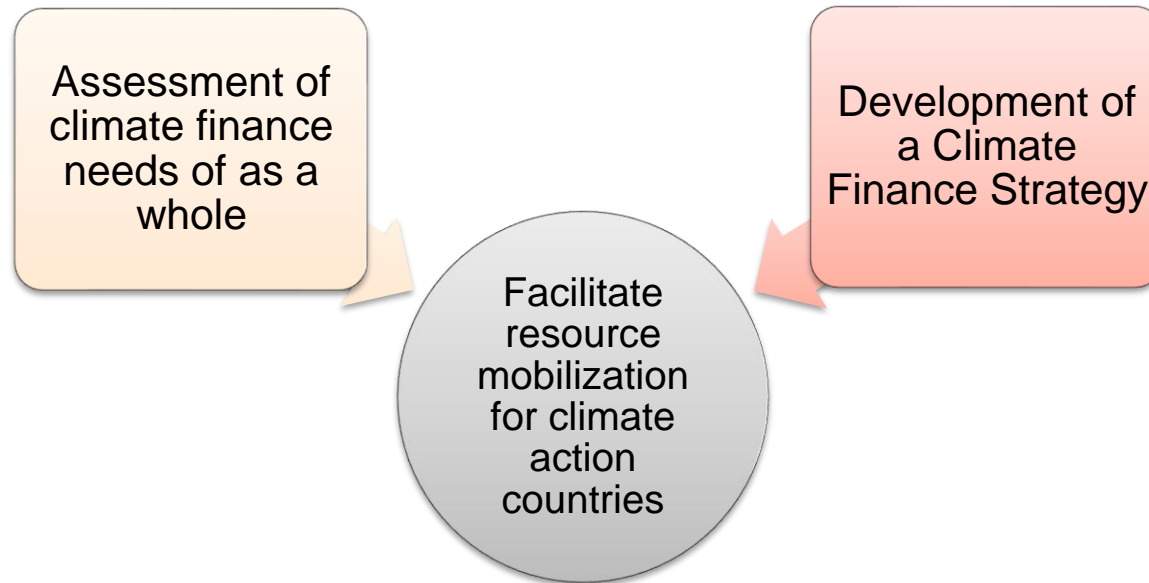 Assessment of
climate finance
needs of as a
whole
Development of
a Climate
Finance Strategy
Facilitate
resource
mobilization
for climate
action
countries